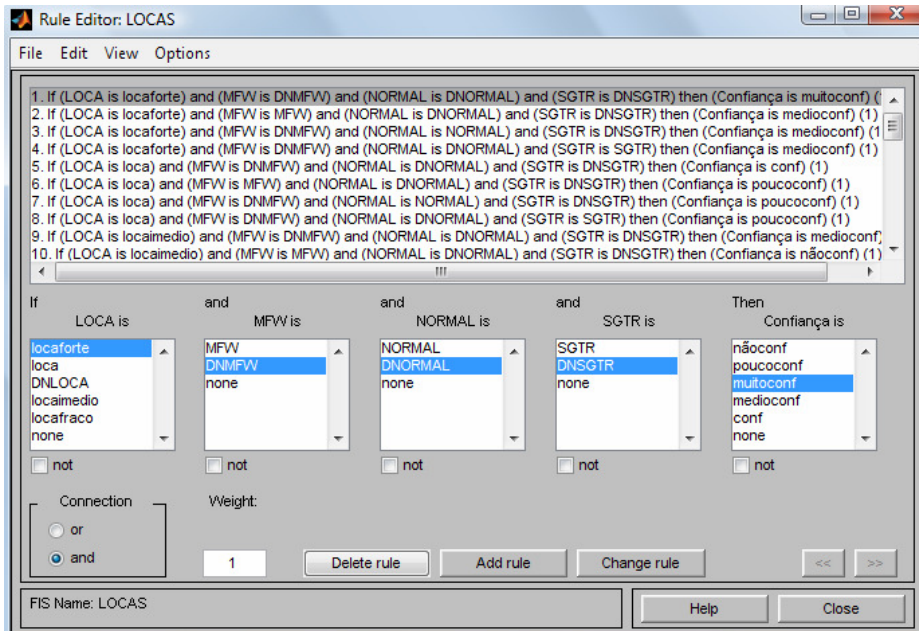 Rule Editor: LOCAS
File Edit View Options
1. If (LOCA is locaforte) and (MFW is DNMFW) and (NORMAL is DNORMAL) and (SGTR is DNSGTR) then (Confiança is muitoconf) (
2. If (LOCA is locaforte) and (MFW is MFW) and (NORMAL is DNORMAL) and (SGTR is DNSGTR) then (Confiança is medioconf) (1)
3. If (LOCA is locaforte) and (MFW is DNMFW) and (NORMAL is NORMAL) and (SGTR is DNSGTR) then (Confiança is medioconf) (1
4. If (LOCA is locaforte) and (MFW is DNMFW) and (NORMAL is DNORMAL) and (SGTR is SGTR) then (Confiança is medioconf) (1)
5. If (LOCA is loca) and (MFW is DNMFW) and (NORMAL is DNORMAL) and (SGTR is DNSGTR) then (Confiança is conf) (1)
6. If (LOCA is loca) and (MFW is MFW) and (NORMAL is DNORMAL) and (SGTR is DNSGTR) then (Confiança is poucoconf) (1)
7. If (LOCA is loca) and (MFW is DNMFW) and (NORMAL is NORMAL) and (SGTR is DNSGTR) then (Confiança is poucoconf) (1)
8. If (LOCA is loca) and (MFW is DNMFW) and (NORMAL is DNORMAL) and (SGTR is SGTR) then (Confiança is poucoconf) (1)
9. If (LOCA is locaimedio) and (MFW is DNMFW) and (NORMAL is DNORMAL) and (SGTR is DNSGTR) then (Confiança is medioconf)
10. If (LOCA is locaimedio) and (MFW is MFW) and (NORMAL is DNORMAL) and (SGTR is DNSGTR) then (Confiança is nãoconf) (1)
If and and and Then
LOCA is MFW is NORMAL is SGTR is Confiança is
locaforte MFW NORMAL SGTR nãoconf
loca DNMFW DNORMAL DNSGTR poucoconf
DNLOCA none none none muitoconf
locaimedio medioconf
locafraco conf
none none
not not not not not
Connection Weight:
or
and 1 Delete rule Add rule Change rule << >>
FIS Name: LOCAS Help Close